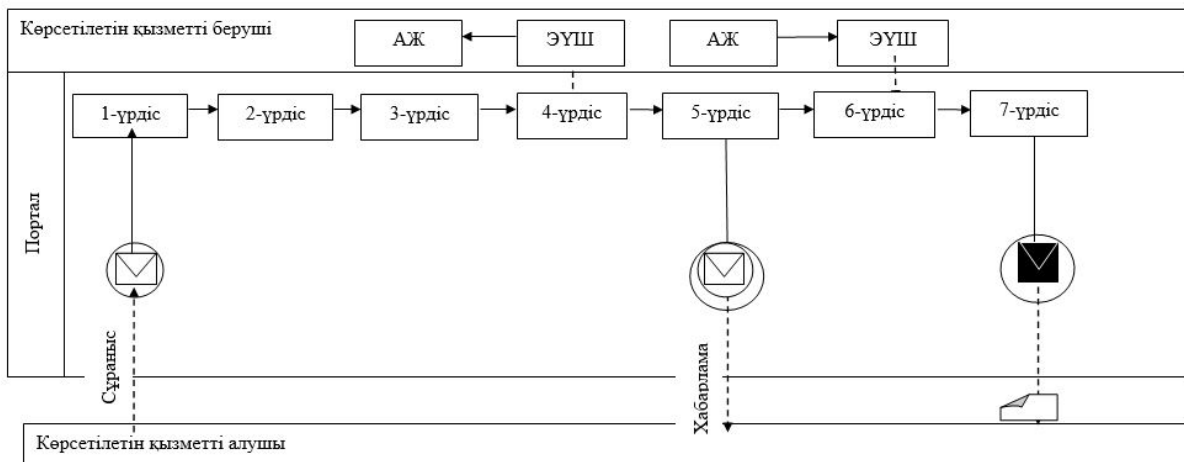 Көрсетілетін қызметті беруші
АЖ
ЭҮШ
АЖ
ЭҮШ
1-үрдіс
2-үрдіс
3-үрдіс
4-үрдіс
5-үрдіс
6-үрдіс
7-үрдіс
Портал
Сұраныс
Хабарлама
Көрсетілетін қызметті алушы